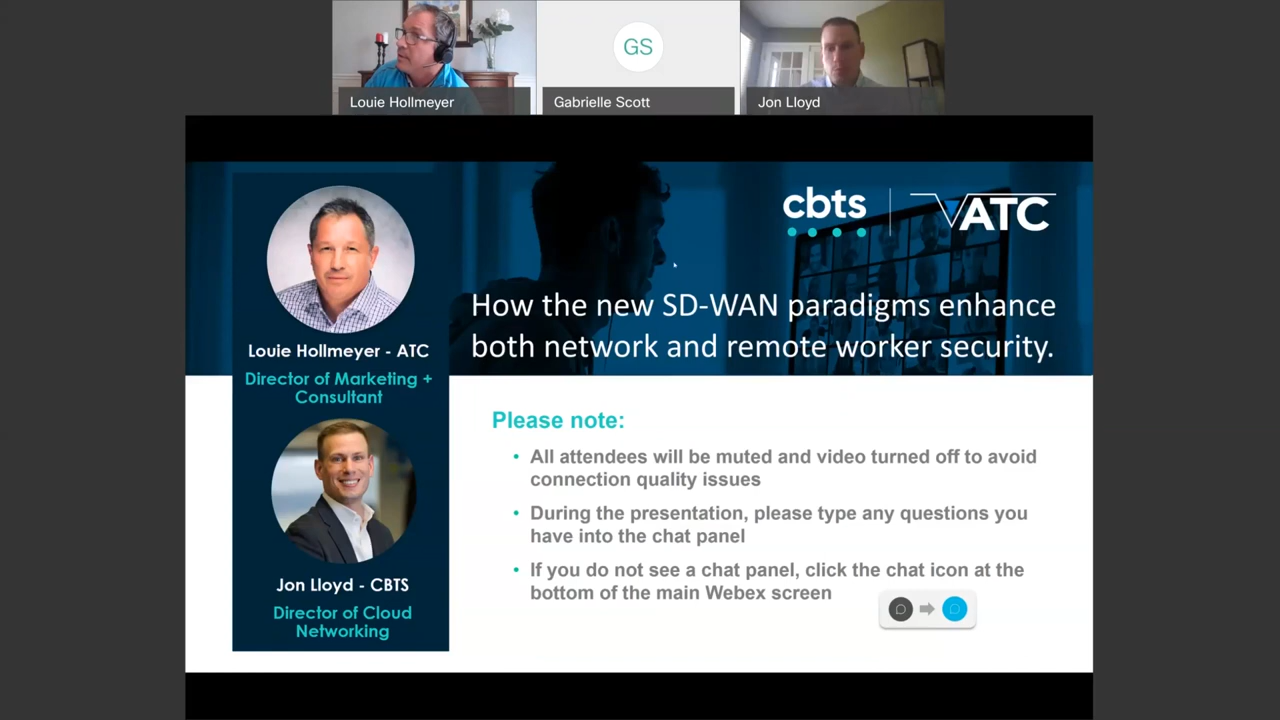 GS
Louie Hollmeyer
Gabrielle Scott
Jon Lloyd
cbts
ATC
How the new SD-WAN paradigms enhance
both network and remote worker security.
Louie Hollmeyer - ATC
Director of Marketing +
Consultant
Jon Lloyd - CBTS
Director of Cloud
Networking
Please note:
• All attendees will be muted and video turned off to avoid
connection quality issues
• During the presentation, please type any questions you
have into the chat panel
• If you do not see a chat panel, click the chat icon at the
bottom of the main Webex screen